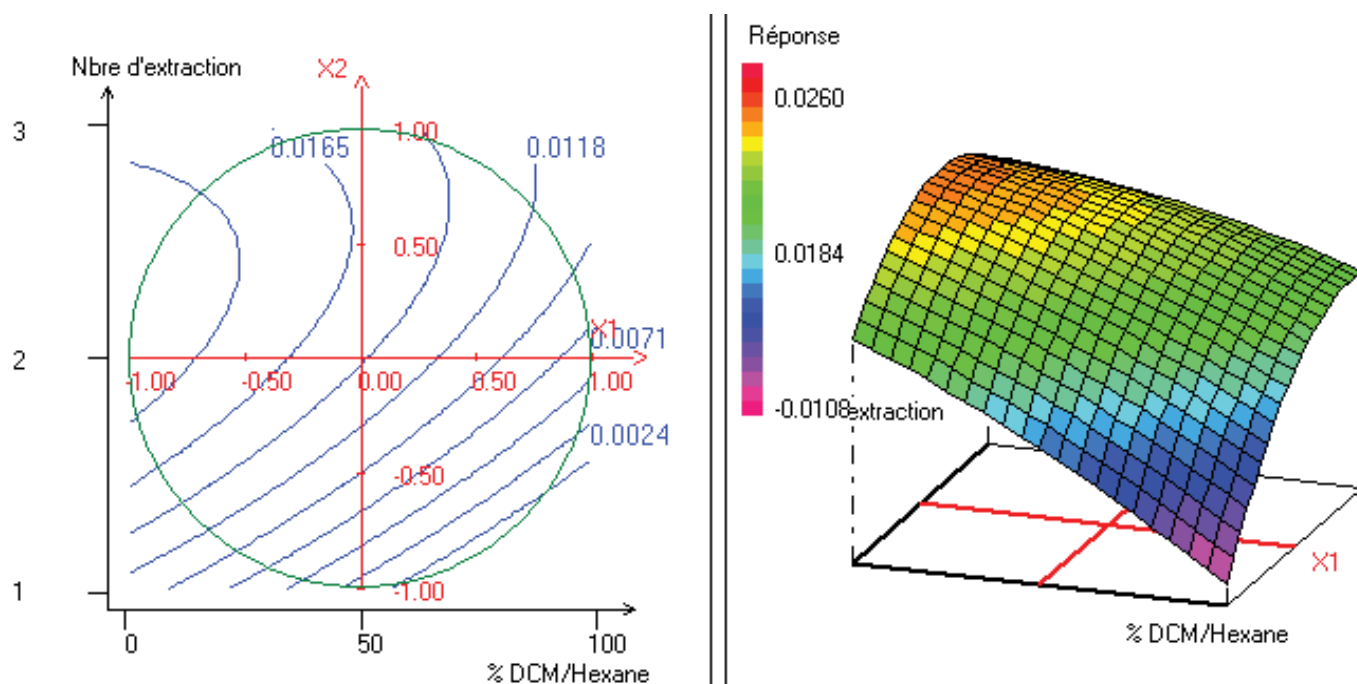 Nbre d'extraction
X2
3
1.00
0.0165
0.0118
0.50
X1
0.0071
2
-1.00
-0.50
0.00
0.50
1.00
0.0024
-0.50
1
-1.00
0
50
100
% DCM/Hexane
Réponse
0.0260
0.0184
-0.0108
extraction
X1
% DCM/Hexane